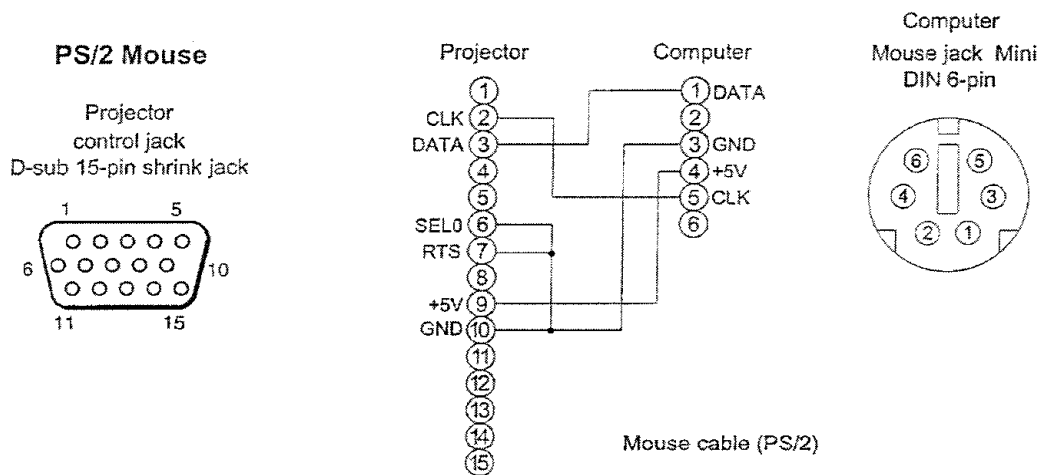 PS/2 Mouse
Projector
control jack
D-sub 15-pin shrink jack
1 5
6 10
11 15
Projector
1
CLK 2
DATA 3
4
5
SEL0 6
RTS 7
8
+5V 9
GND 10
11
12
13
14
15
Computer
1 DATA
2
3 GND
4 +5V
5 CLK
6
Mouse cable (PS/2)
Computer
Mouse jack Mini
DIN 6-pin
6 5
4 3
2 1